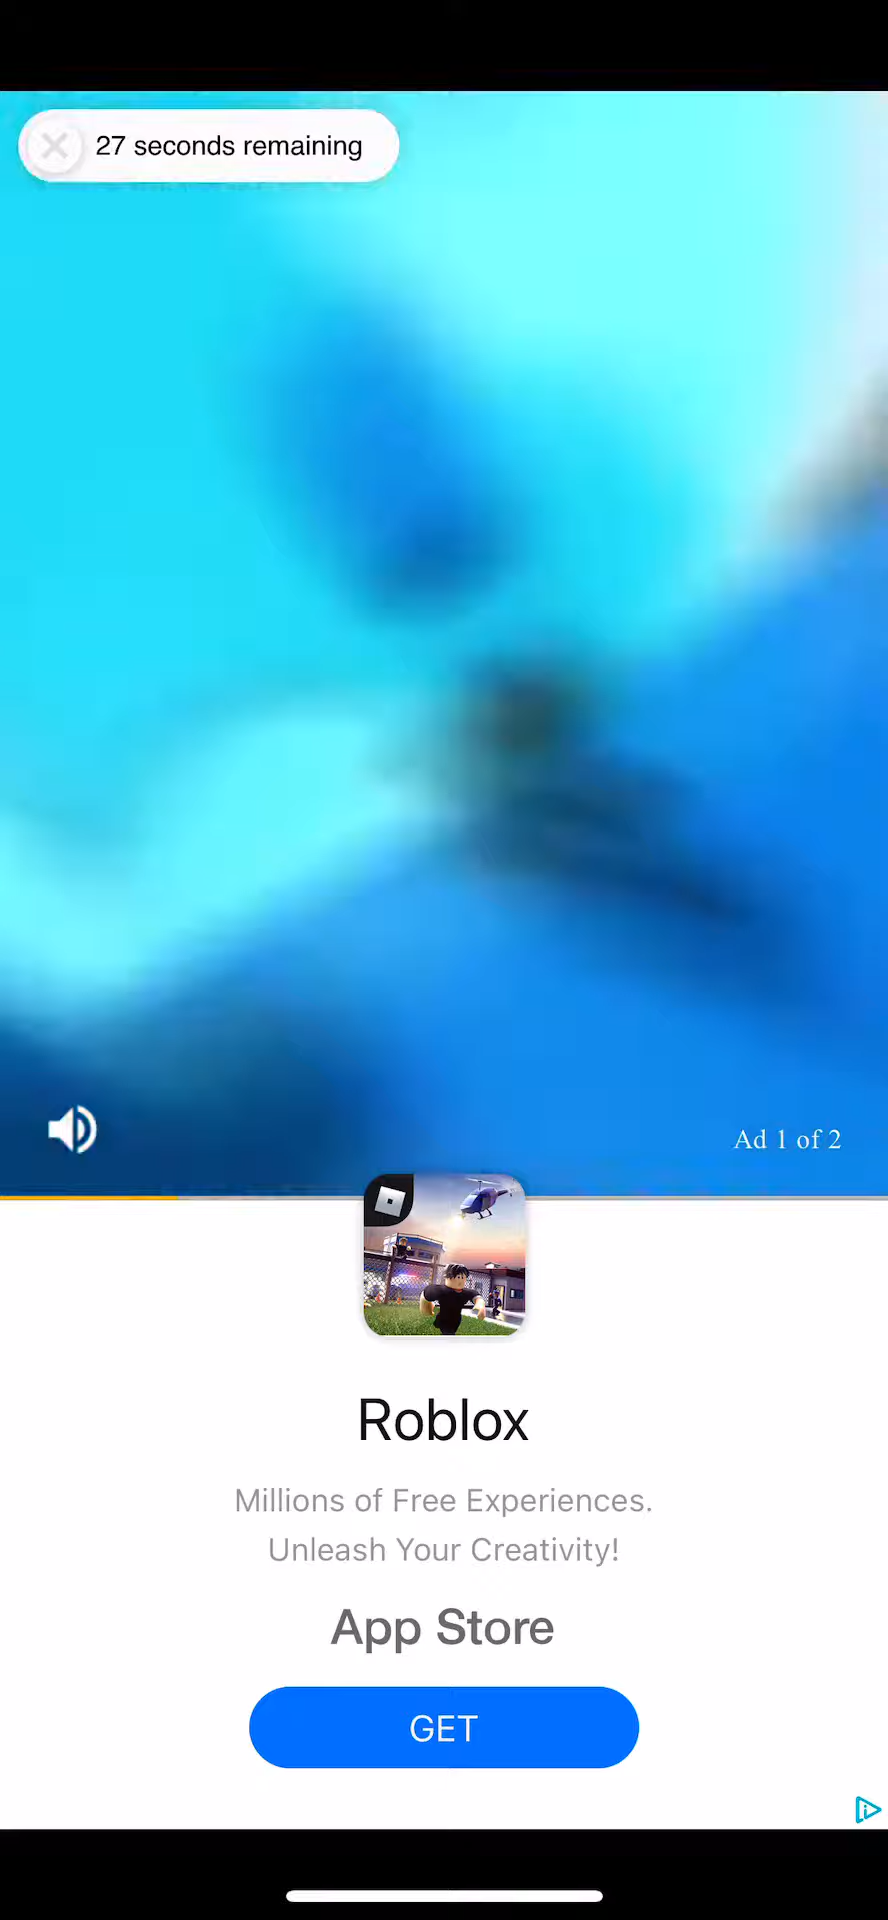 27 seconds remaining
Ad 1 of 2
Roblox
Millions of Free Experiences.
Unleash Your Creativity!
App Store
GET